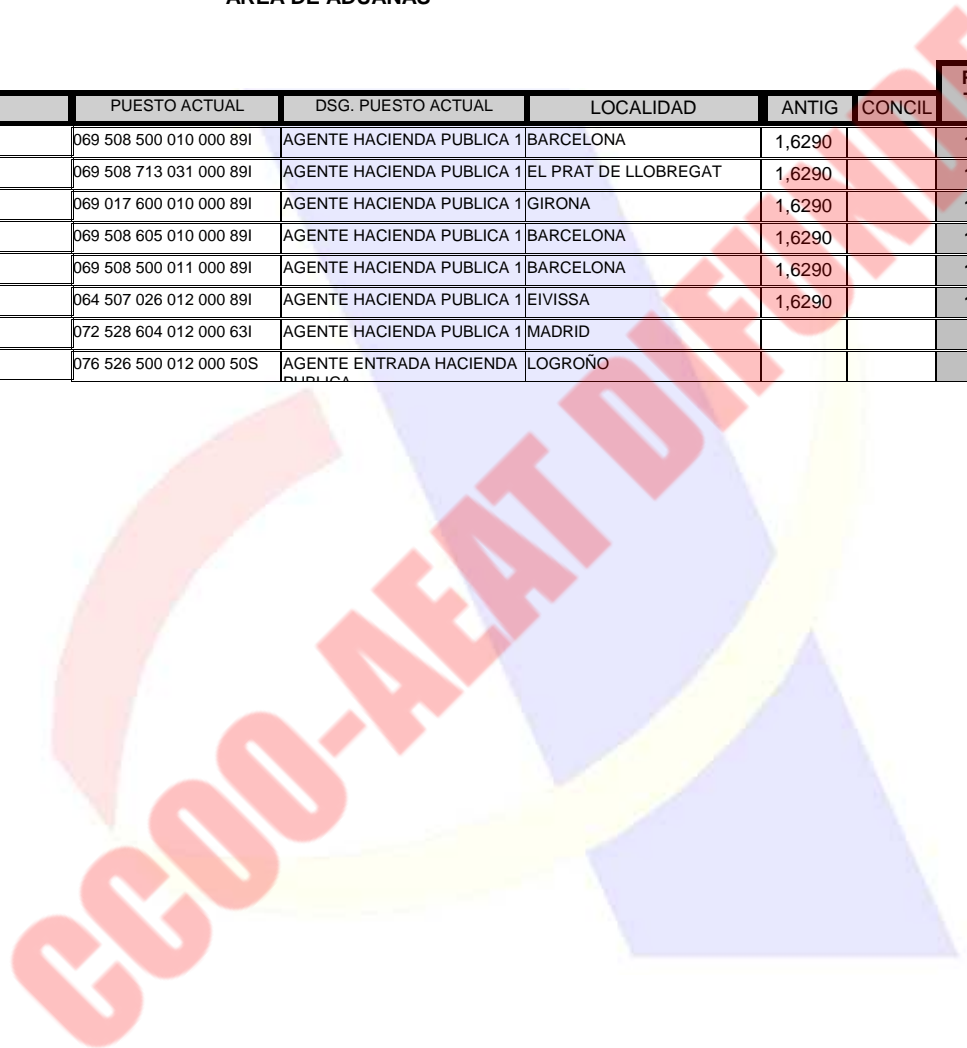 ÁREA DE ADUANAS
PUESTO ACTUAL DSG. PUESTO ACTUAL LOCALIDAD ANTIG CONCIL
069 508 500 010 000 89I AGENTE HACIENDA PUBLICA 1 BARCELONA 1,6290
069 508 713 031 000 89I AGENTE HACIENDA PUBLICA 1 EL PRAT DE LLOBREGAT 1,6290
069 017 600 010 000 89I AGENTE HACIENDA PUBLICA 1 GIRONA 1,6290
069 508 605 010 000 89I AGENTE HACIENDA PUBLICA 1 BARCELONA 1,6290
069 508 500 011 000 89I AGENTE HACIENDA PUBLICA 1 BARCELONA 1,6290
064 507 026 012 000 89I AGENTE HACIENDA PUBLICA 1 EIVISSA 1,6290
072 528 604 012 000 63I AGENTE HACIENDA PUBLICA 1 MADRID
076 526 500 012 000 50S AGENTE ENTRADA HACIENDA LOGROÑO
PUBLICA
CCOO-AEAT DIFUNDE